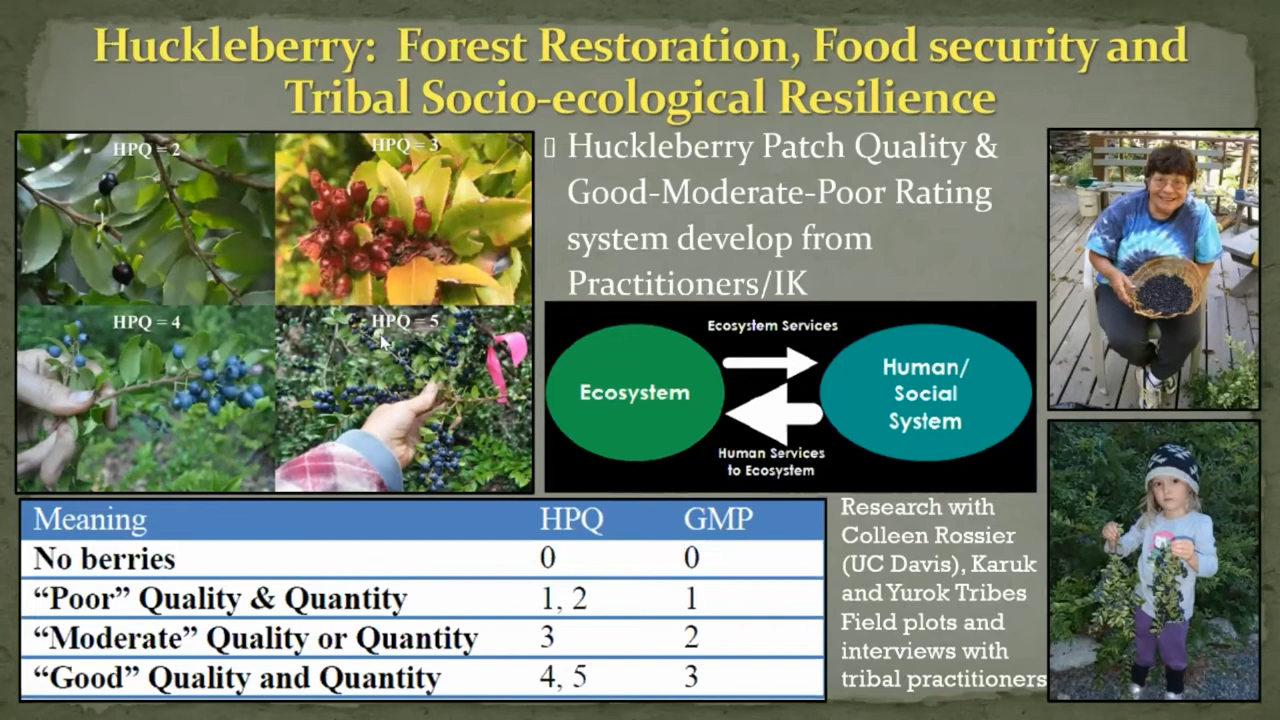 Huckleberry: Forest Restoration, Food security and
Tribal Socio-ecological Resilience
HPQ = 2
HPQ = 3
HPQ = 4
HPQ = 5
Huckleberry Patch Quality &
Good-Moderate-Poor Rating
system develop from
Practitioners/IK
Ecosystem Services
Ecosystem
Human/
Social
System
Human Services
to Ecosystem
Meaning HPQ GMP
No berries 0 0
“Poor” Quality & Quantity 1, 2 1
“Moderate” Quality or Quantity 3 2
“Good” Quality and Quantity 4, 5 3
Research with
Colleen Rossier
(UC Davis), Karuk
and Yurok Tribes
Field plots and
interviews with
tribal practitioners